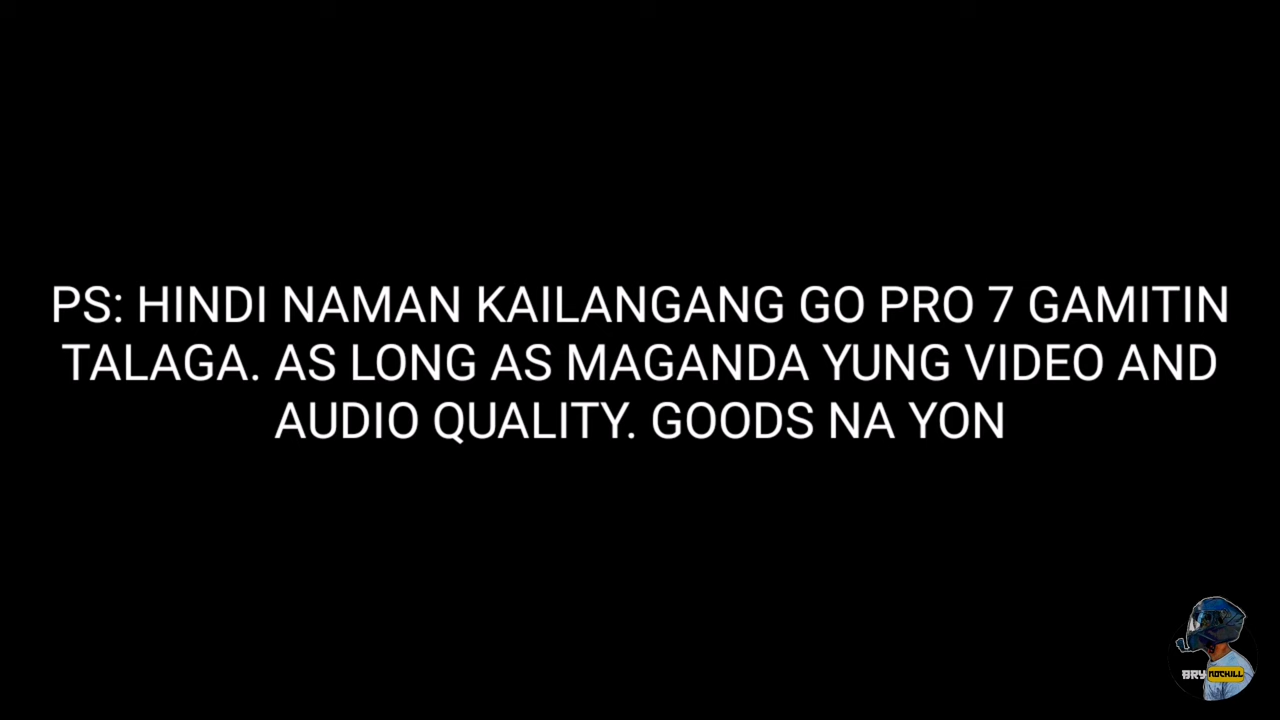 PS: HINDI NAMAN KAILANGANG GO PRO 7 GAMITIN
TALAGA. AS LONG AS MAGANDA YUNG VIDEO AND
AUDIO QUALITY. GOODS NA YON
BRY NOCHILL